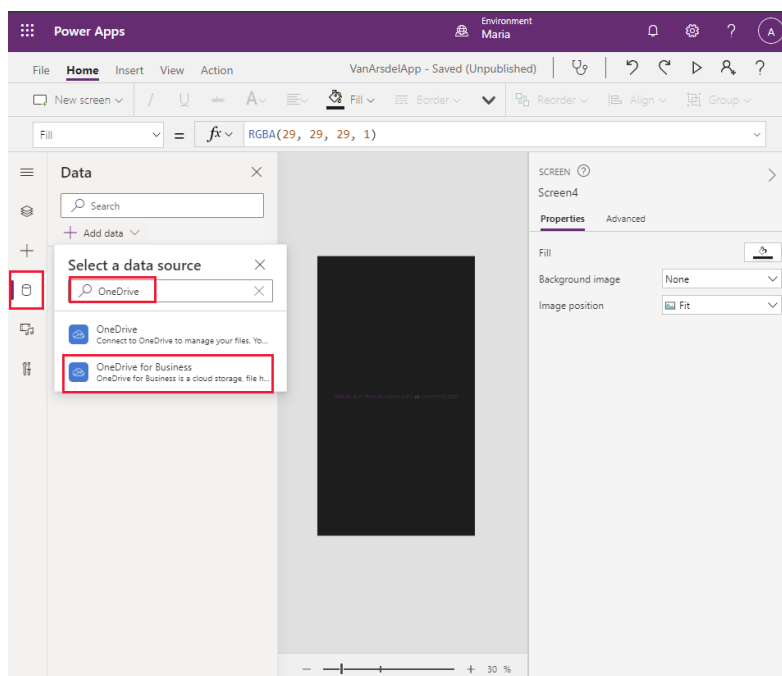 Power Apps
Environment
Maria
?
A
File Home Insert View Action
VanArsdelApp - Saved (Unpublished)
?
New screen
Fill
Border
Reorder
Align
Group
Fill
=
fx
RGBA(29, 29, 29, 1)
Data
Search
Add data
Select a data source
OneDrive
OneDrive
Connect to OneDrive to manage your files. Yo...
OneDrive for Business
OneDrive for Business is a cloud storage, file h...
SCREEN ?
Screen4
Properties Advanced
Fill
Background image None
Image position Fit
30 %